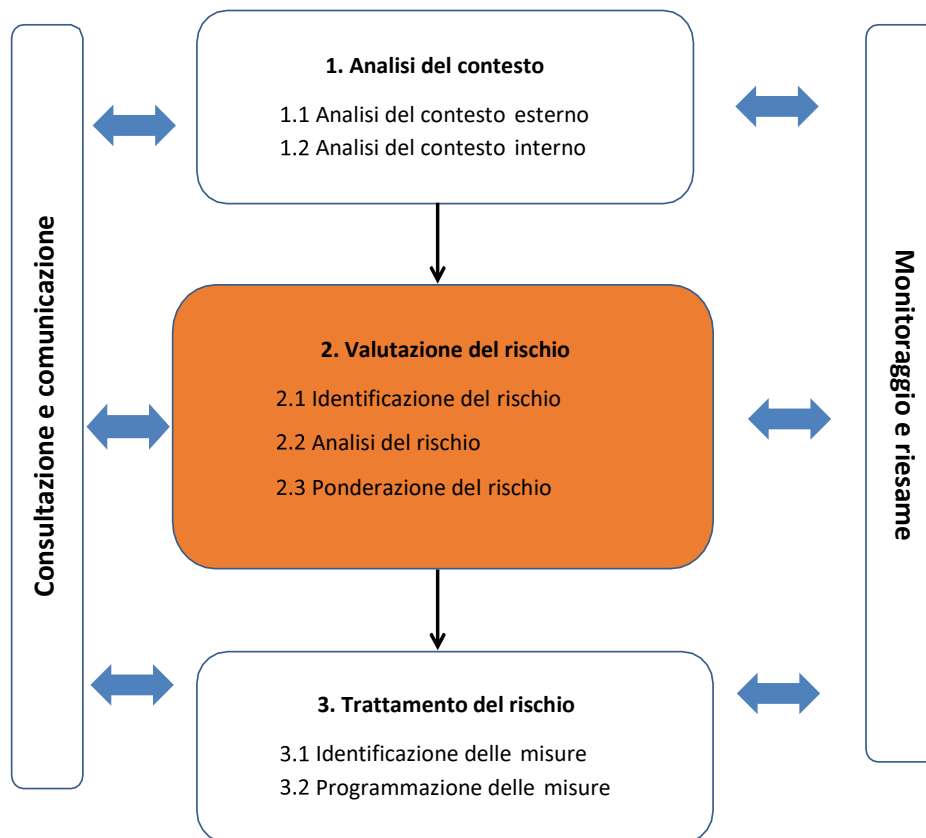 Consultazione e comunicazione
1. Analisi del contesto
1.1 Analisi del contesto esterno
1.2 Analisi del contesto interno
2. Valutazione del rischio
2.1 Identificazione del rischio
2.2 Analisi del rischio
2.3 Ponderazione del rischio
3. Trattamento del rischio
3.1 Identificazione delle misure
3.2 Programmazione delle misure
Monitoraggio e riesame